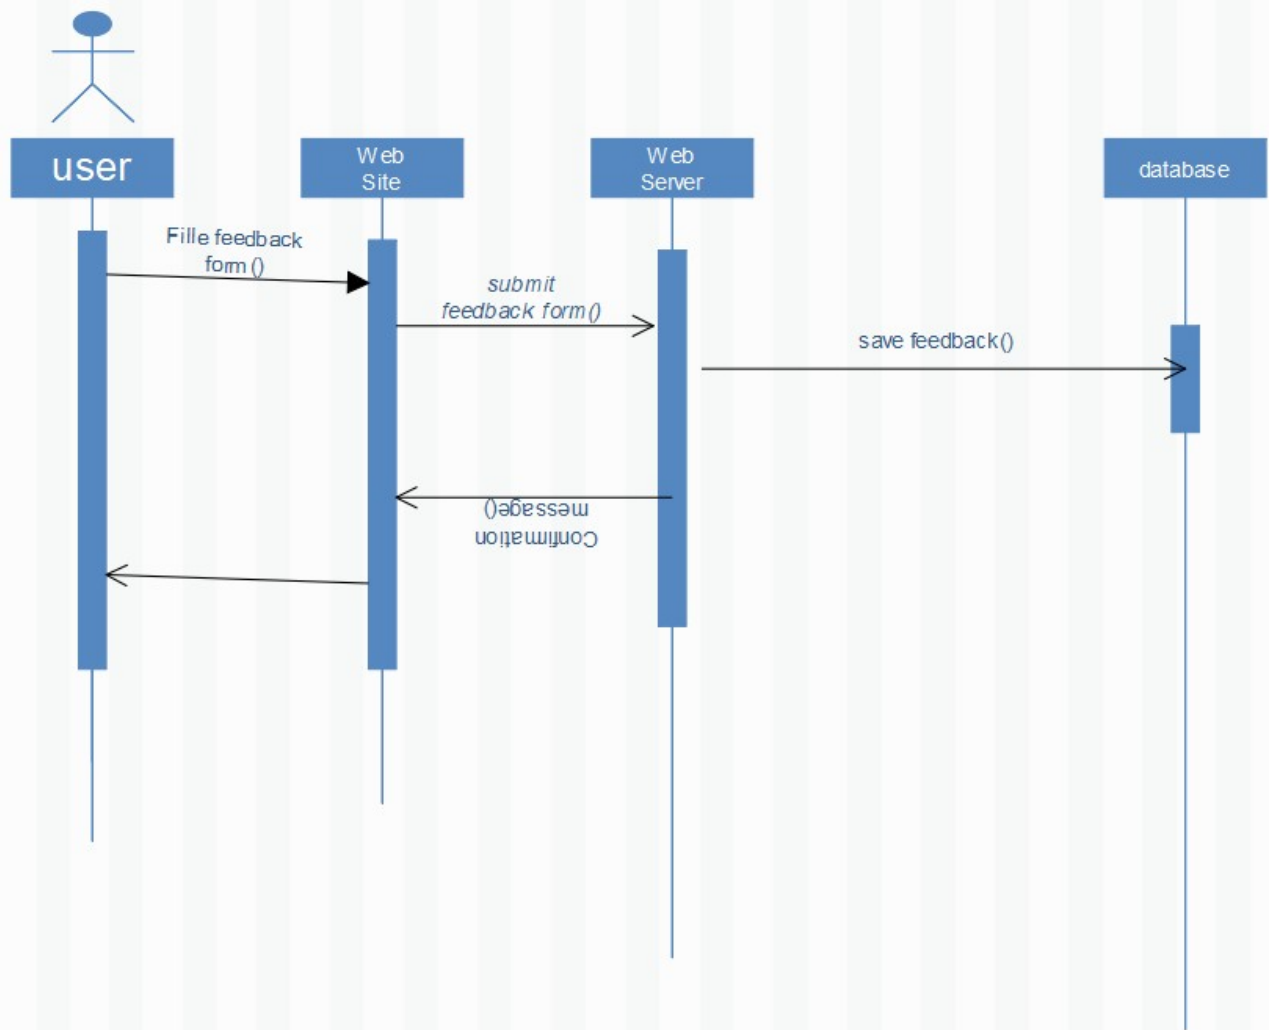 user
Web
Site
Web
Server
database
Fille feedback
form()
submit
feedback form()
save feedback()
Confirmation
message()